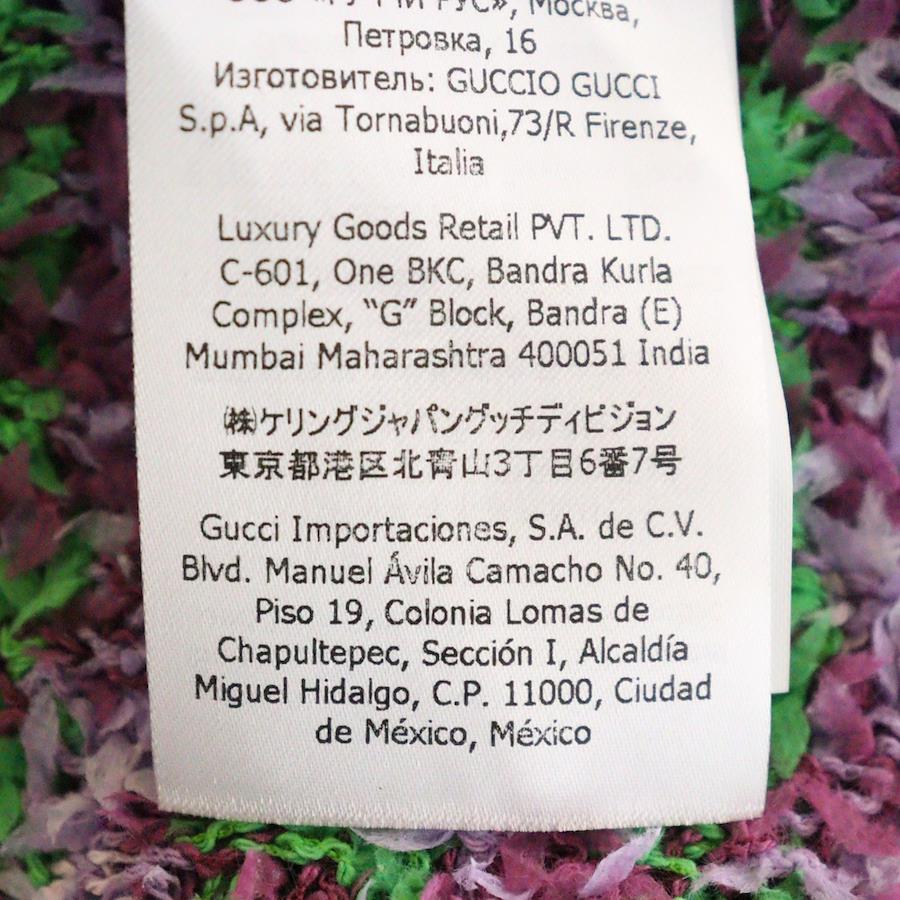 Москва,
Петровка, 16
Изготовитель: GUCCIO GUCCI
S.p.A, via Tornabuoni,73/R Firenze,
Italia
Luxury Goods Retail PVT. LTD.
C-601, One BKC, Bandra Kurla
Complex, “G” Block, Bandra (E)
Mumbai Maharashtra 400051 India
㈱ケリングジャパングッチディビジョン
東京都港区北青山3丁目6番7号
Gucci Importaciones, S.A. de C.V.
Blvd. Manuel Ávila Camacho No. 40,
Piso 19, Colonia Lomas de
Chapultepec, Sección I, Alcaldía
Miguel Hidalgo, C.P. 11000, Ciudad
de México, México